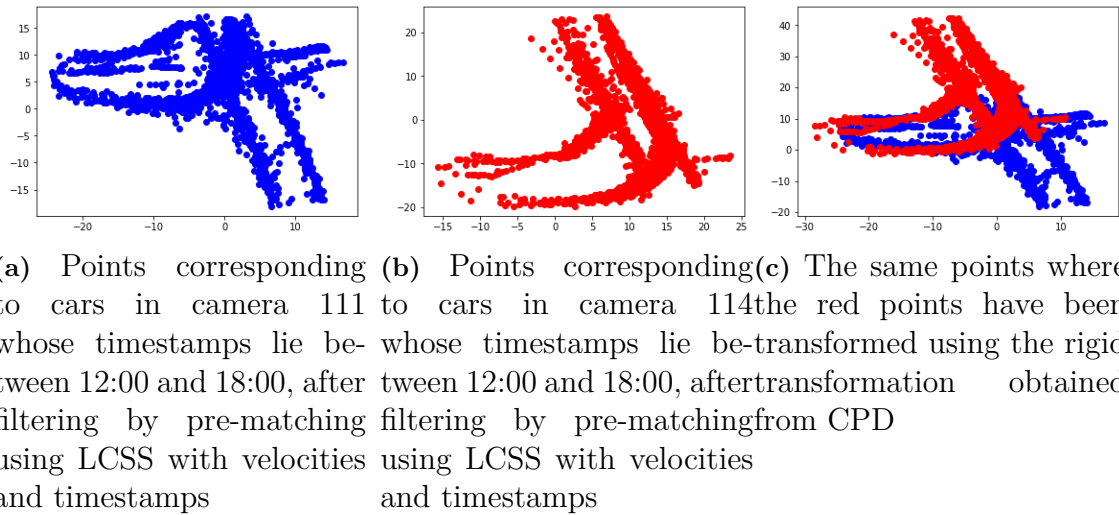 15
10
5
0
−5
−10
−15
−20
−10
0
10
20
10
0
−10
−20
−15
−10
−5
0
5
10
15
20
25
40
30
20
10
0
−10
−20
−30
−20
−10
0
10
(a) Points corresponding
to cars in camera 111
whose timestamps lie be-
tween 12:00 and 18:00, after
filtering by pre-matching
using LCSS with velocities
and timestamps
(b) Points corresponding
to cars in camera 114
whose timestamps lie be-
tween 12:00 and 18:00, after
filtering by pre-matching
using LCSS with velocities
and timestamps
(c) The same points where
the red points have been
transformed using the rigid
transformation obtained
from CPD